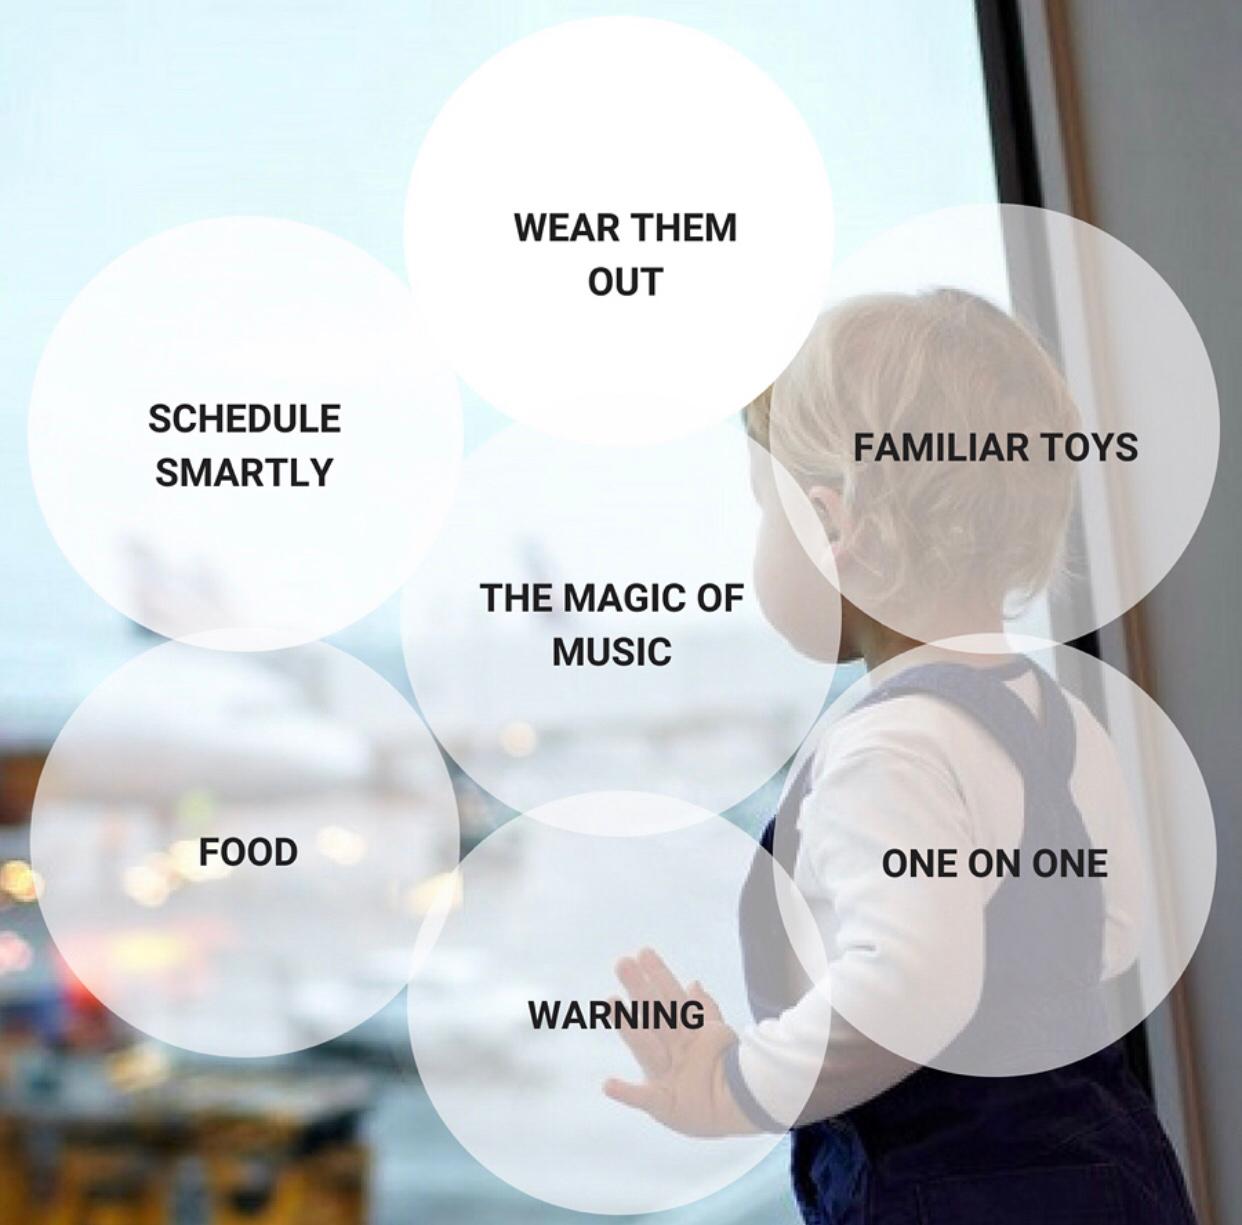 WEAR THEM
OUT
SCHEDULE
SMARTLY
FAMILIAR TOYS
THE MAGIC OF
MUSIC
FOOD
ONE ON ONE
WARNING